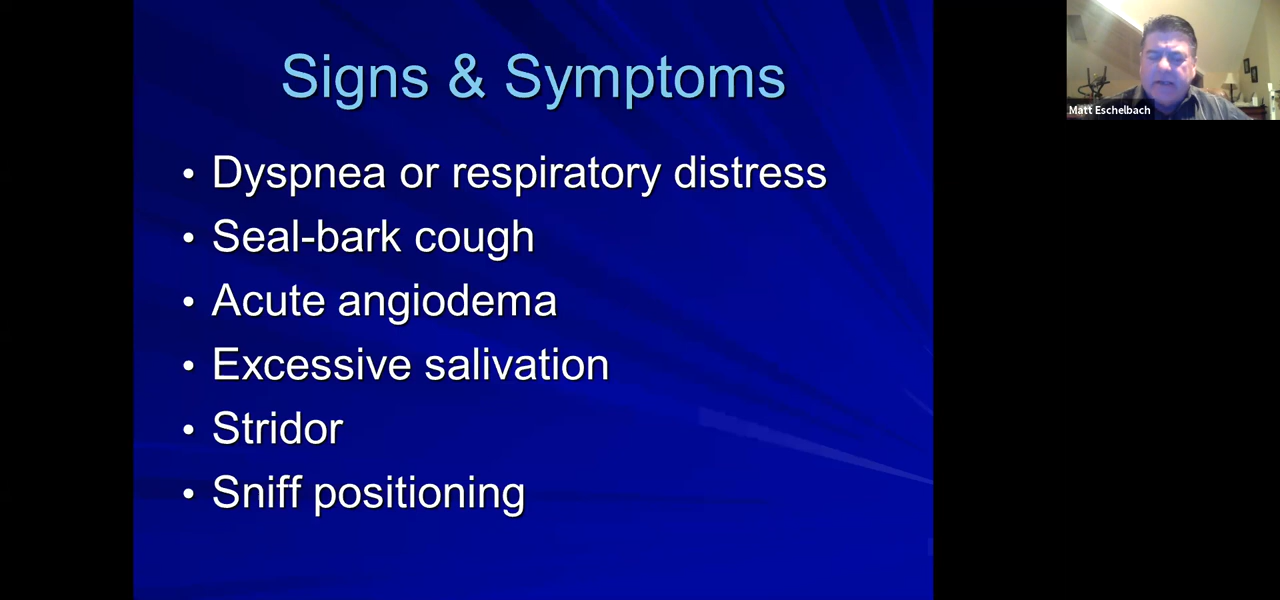 Signs & Symptoms
• Dyspnea or respiratory distress
• Seal-bark cough
• Acute angiodema
• Excessive salivation
• Stridor
• Sniff positioning
Matt Eschelbach